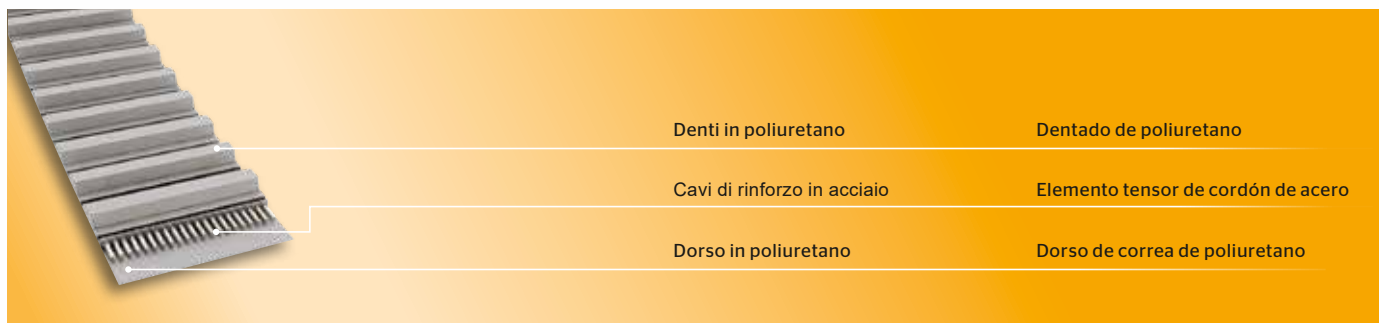 Denti in poliuretano
Dentado de poliuretano
Cavi di rinforzo in acciaio
Elemento tensor de cordón de acero
Dorso in poliuretano
Dorso de correa de poliuretano